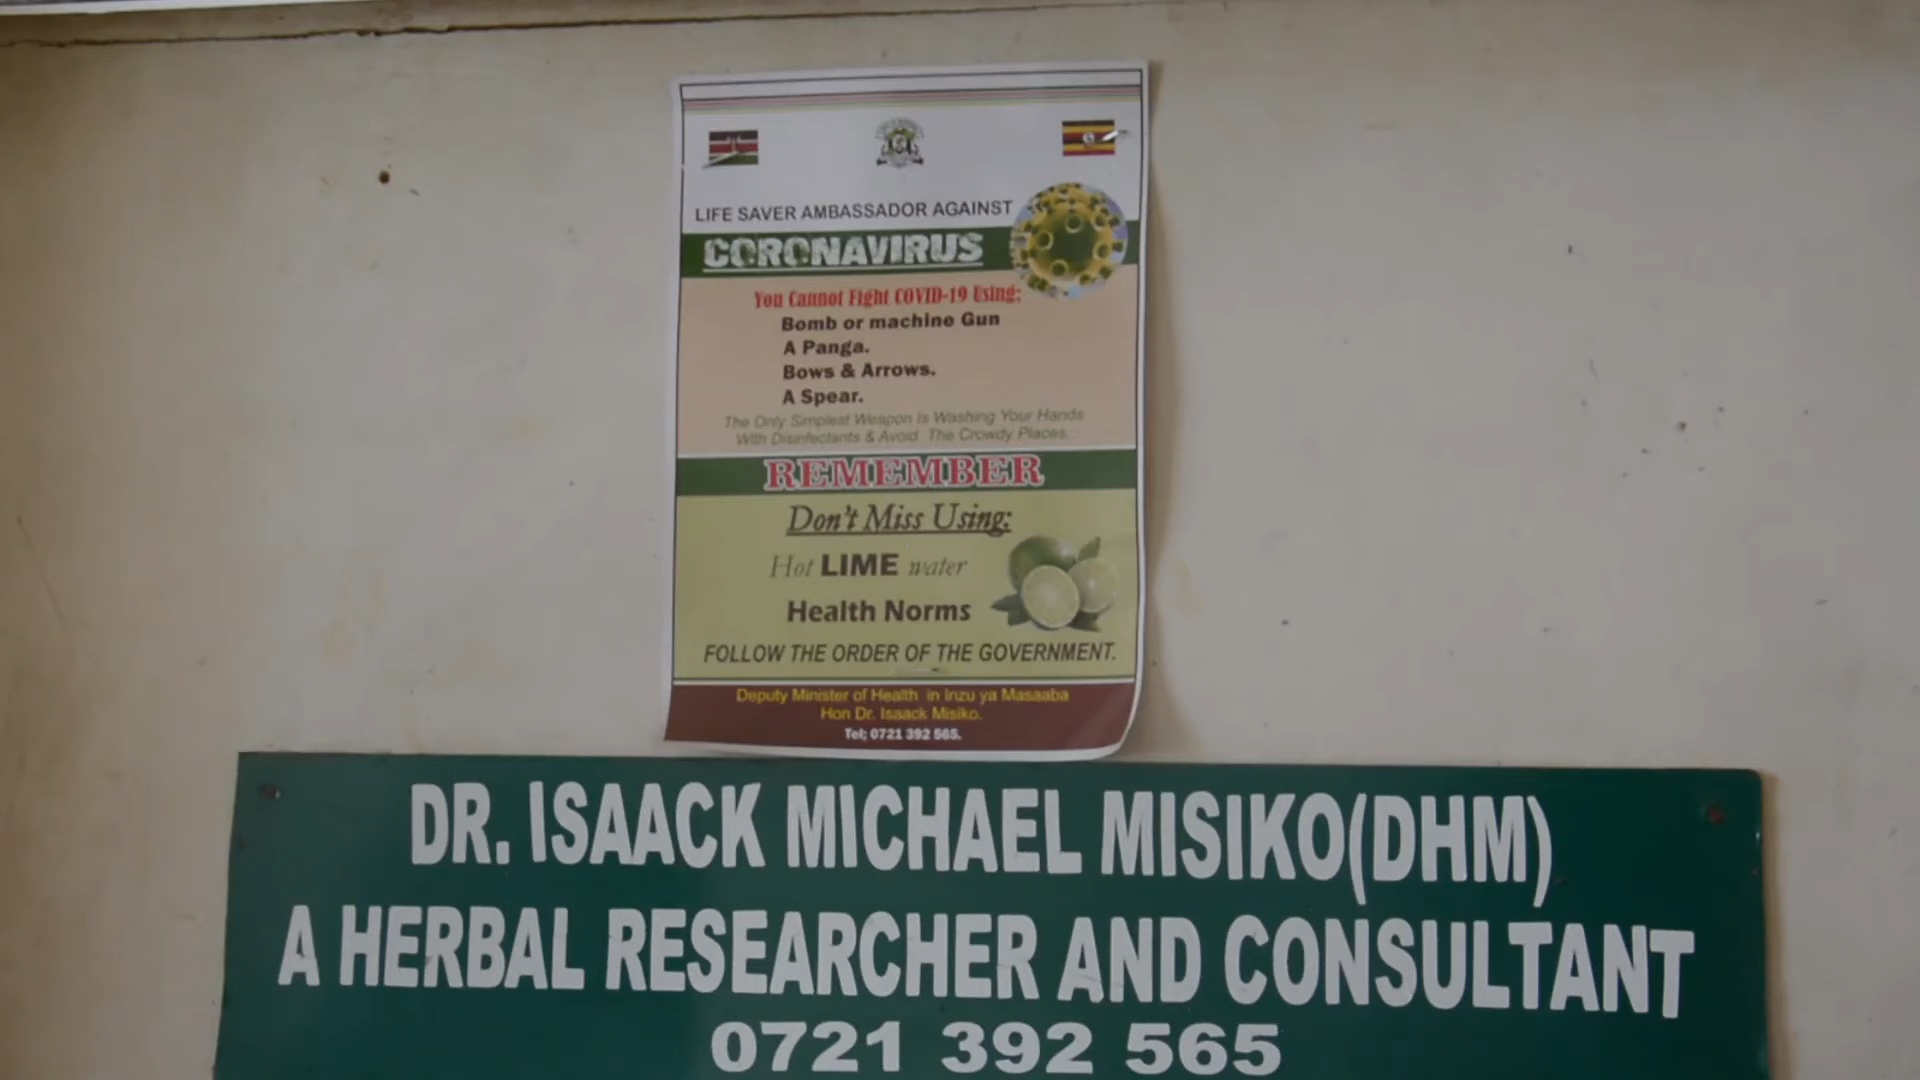 LIFE SAVER AMBASSADOR AGAINST
CORONAVIRUS
You Cannot Fight COVID-19 Using:
Bomb or machine Gun
A Panga.
Bows & Arrows.
A Spear.
The Only Simplest Weapon Is Washing Your Hands
With Disinfectants & Avoid The Crowdy Places.
REMEMBER
Don't Miss Using:
Hot LIME water
Health Norms
FOLLOW THE ORDER OF THE GOVERNMENT.
Deputy Minister of Health in Inzu ya Masaaba
Hon Dr. Isaack Misiko.
Tel; 0721 392 565.
DR. ISAACK MICHAEL MISIKO(DHM)
A HERBAL RESEARCHER AND CONSULTANT
0721 392 565